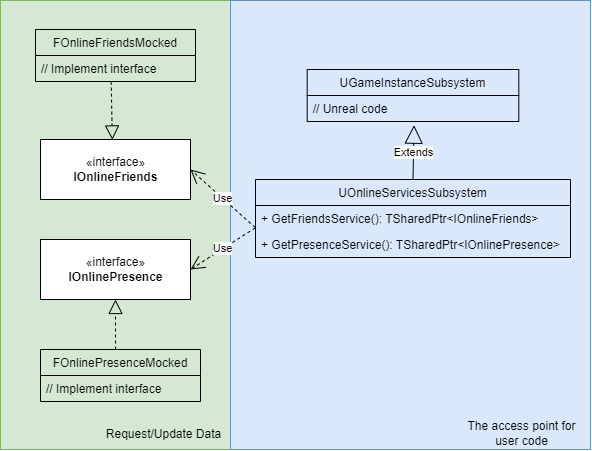 FOnlineFriendsMocked
// Implement interface
«interface»
IOnlineFriends
«interface»
IOnlinePresence
FOnlinePresenceMocked
// Implement interface
Request/Update Data
UGameInstanceSubsystem
// Unreal code
Extends
Use
Use
UOnlineServicesSubsystem
+ GetFriendsService(): TSharedPtr<IOnlineFriends>
+ GetPresenceService(): TSharedPtr<IOnlinePresence>
The access point for
user code